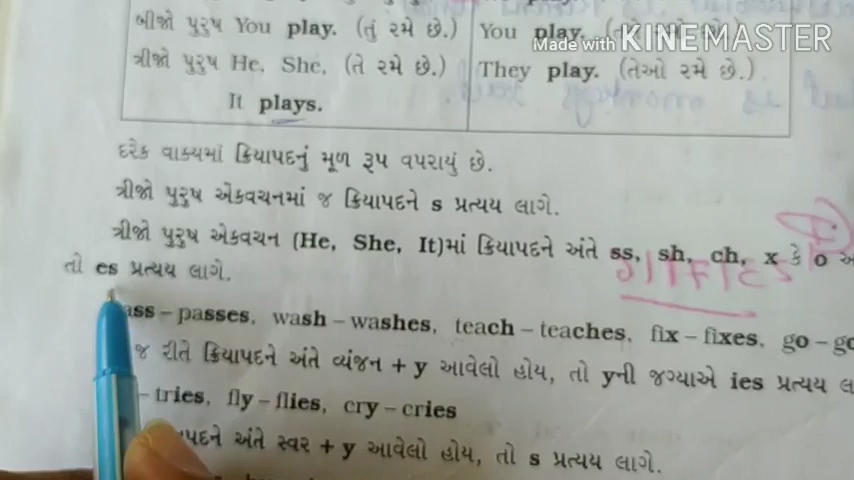 બીજો પુરુષ You play. (તું રમે છે.) You play.
Made with KINEMASTER
ત્રીજો પુરુષ He, She, (તે રમે છે.) They play. (તેઓ રમે છે.)
It plays.
દરેક વાક્યમાં ક્રિયાપદનું મૂળ રૂપ વપરાયું છે.
ત્રીજો પુરુષ એકવચનમાં જ ક્રિયાપદને s પ્રત્યય લાગે.
ત્રીજો પુરુષ એકવચન (He, She, It)માં ક્રિયાપદને અંતે ss, sh, ch, x કે o
તો es પ્રત્યય લાગે.
– passes, wash – washes, teach – teaches, fix – fixes, go –
જ રીતે ક્રિયાપદને અંતે વ્યંજન + y આવેલો હોય, તો yની જગ્યાએ ies પ્રત્યય
– tries, fly – flies, cry – cries
અંતે સ્વર + y આવેલો હોય, તો s પ્રત્યય લાગે.